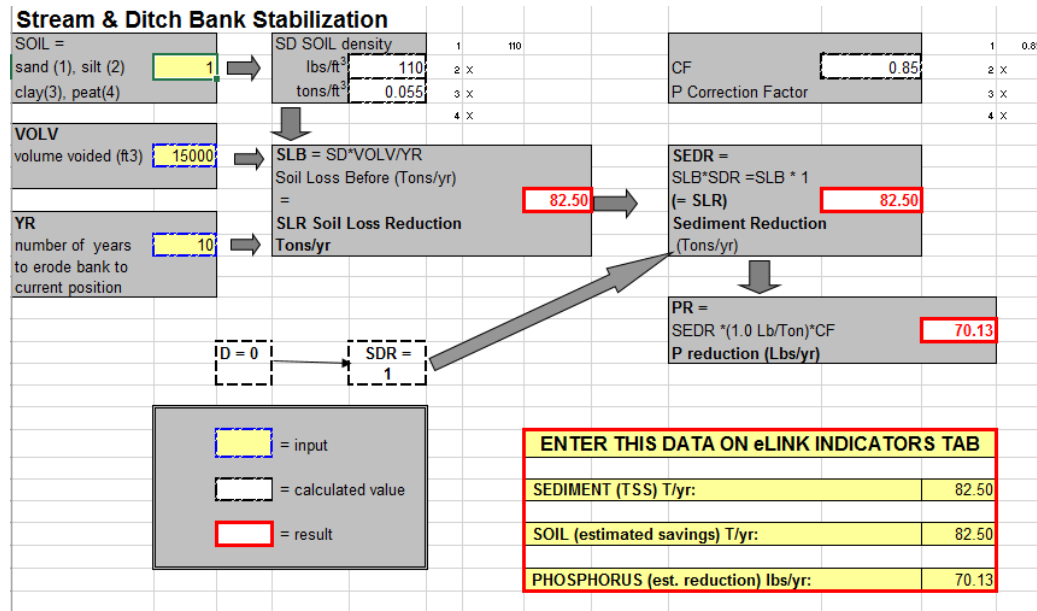 Stream & Ditch Bank Stabilization
SOIL =
sand (1), silt (2)
1
clay(3), peat(4)
SD SOIL density
lbs/ft3
110
tons/ft3
0.055
1
110
2 X
3 X
4 X
CF
0.85
P Correction Factor
1
2 X
3 X
4 X
VOLV
volume voided (ft3)
15000
SLB = SD*VOLV/YR
Soil Loss Before (Tons/yr)
=
82.50
SLR Soil Loss Reduction
Tons/yr
SEDR =
SLB*SDR =SLB * 1
(= SLR)
82.50
Sediment Reduction
(Tons/yr)
YR
number of years
10
to erode bank to
current position
PR =
SEDR *(1.0 Lb/Ton)*CF
70.13
P reduction (Lbs/yr)
D = 0
SDR =
1
= input
= calculated value
= result
ENTER THIS DATA ON eLINK INDICATORS TAB
SEDIMENT (TSS) T/yr:
82.50
SOIL (estimated savings) T/yr:
82.50
PHOSPHORUS (est. reduction) lbs/yr:
70.13